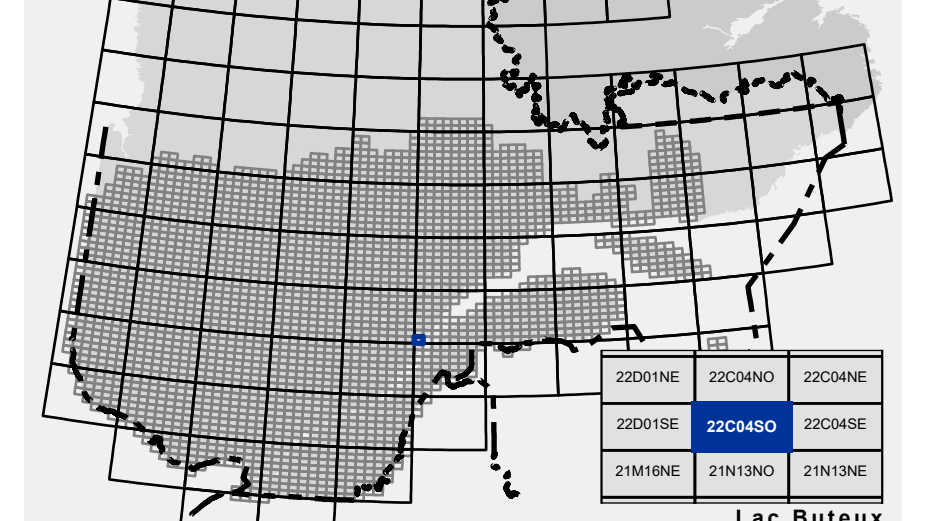 22D01NE 22C04NO 22C04NE
22D01SE 22C04SO 22C04SE
21M16NE 21N13NO 21N13NE
Lac Buteux